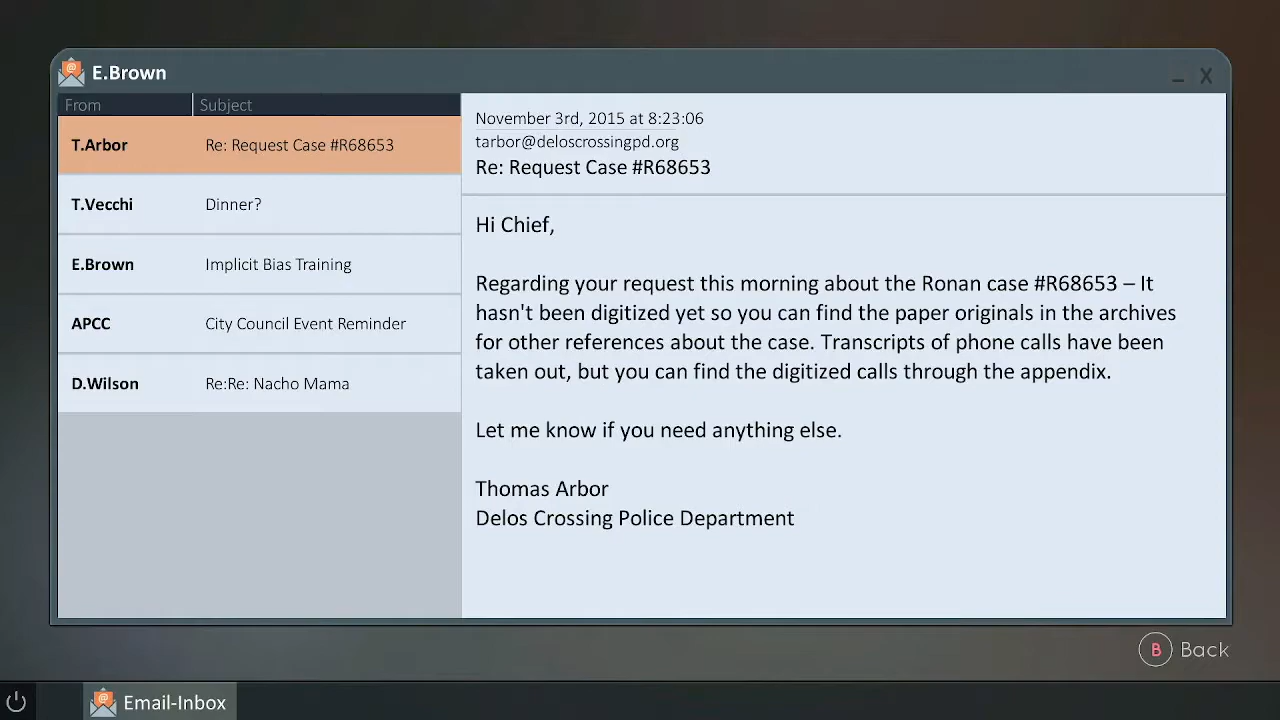 E.Brown
From Subject
T.Arbor Re: Request Case #R68653
T.Vecchi Dinner?
E.Brown Implicit Bias Training
APCC City Council Event Reminder
D.Wilson Re:Re: Nacho Mama
November 3rd, 2015 at 8:23:06
tarbor@deloscrossingpd.org
Re: Request Case #R68653
Hi Chief,
Regarding your request this morning about the Ronan case #R68653 – It
hasn't been digitized yet so you can find the paper originals in the archives
for other references about the case. Transcripts of phone calls have been
taken out, but you can find the digitized calls through the appendix.
Let me know if you need anything else.
Thomas Arbor
Delos Crossing Police Department
B Back
Email-Inbox